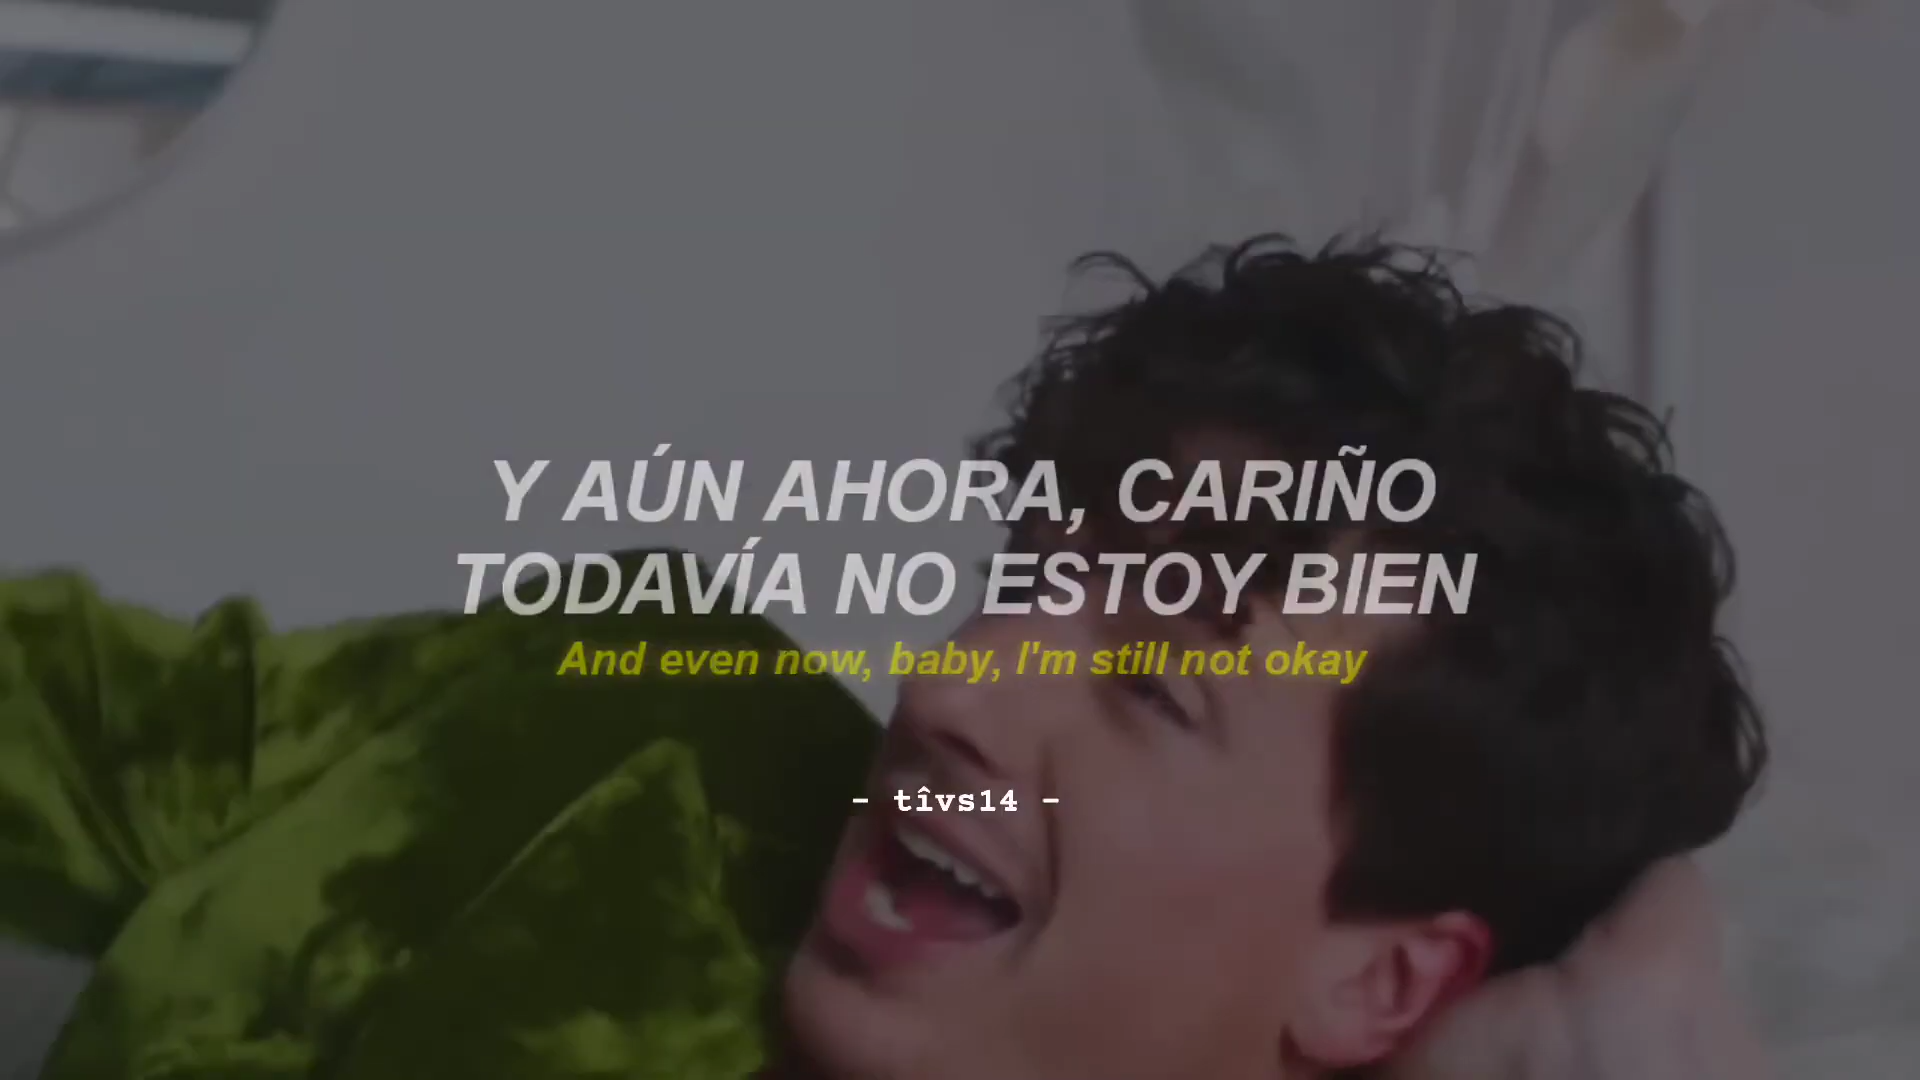 Y AÚN AHORA, CARIÑO
TODAVÍA NO ESTOY BIEN
And even now, baby, I'm still not okay
- tîvs14 -